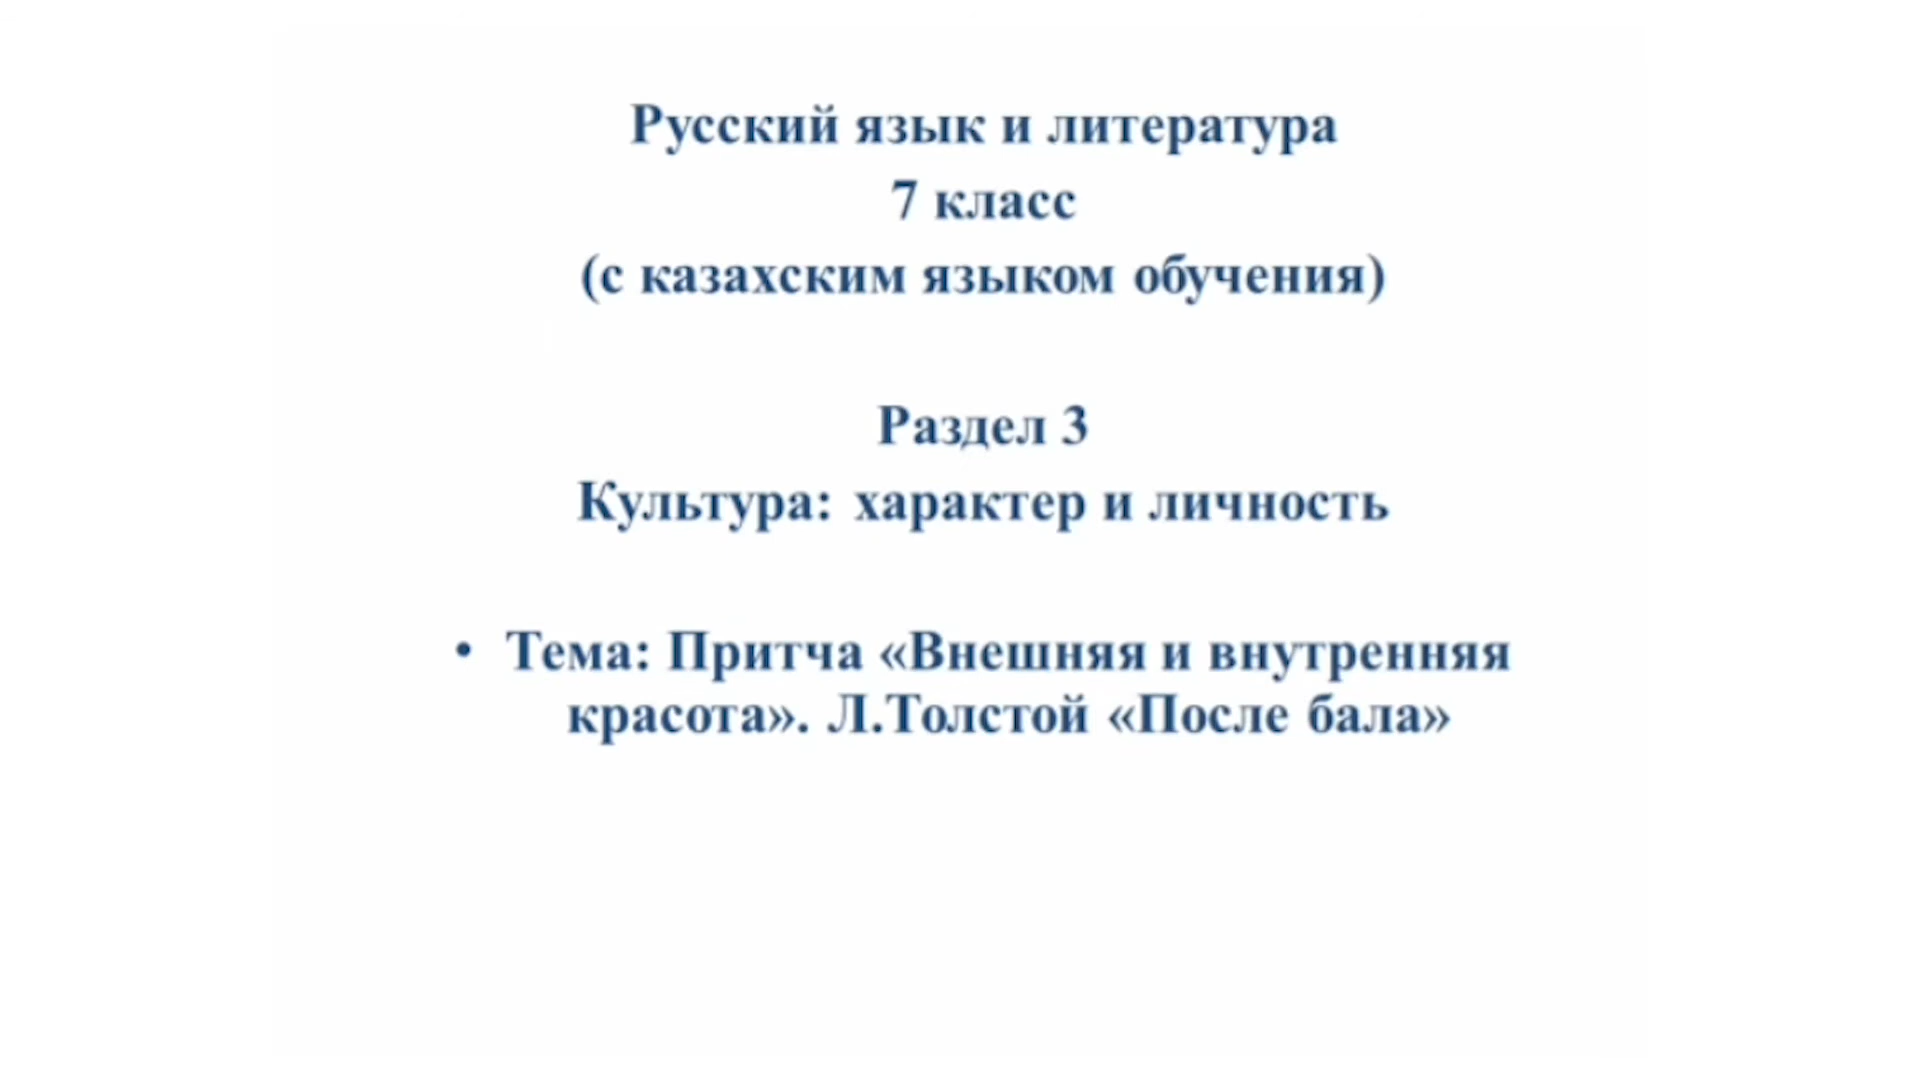 Русский язык и литература
7 класс
(с казахским языком обучения)
Раздел 3
Культура: характер и личность
• Тема: Притча «Внешняя и внутренняя
красота». Л.Толстой «После бала»